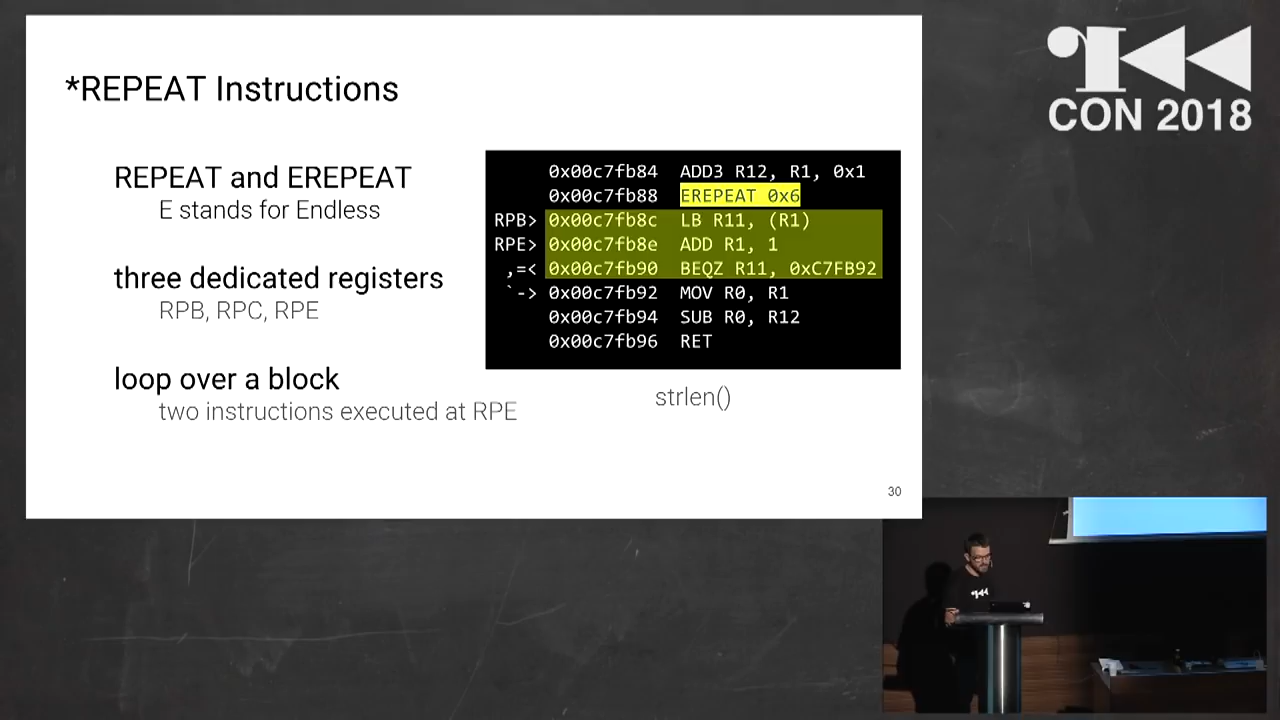 *REPEAT Instructions
REPEAT and EREPEAT
E stands for Endless
three dedicated registers
RPB, RPC, RPE
loop over a block
two instructions executed at RPE
0x00c7fb84 ADD3 R12, R1, 0x1
0x00c7fb88 EREPEAT 0x6
RPB> 0x00c7fb8c LB R11, (R1)
RPE> 0x00c7fb8e ADD R1, 1
,=< 0x00c7fb90 BEQZ R11, 0xC7FB92
`-> 0x00c7fb92 MOV R0, R1
0x00c7fb94 SUB R0, R12
0x00c7fb96 RET
strlen()
30
CON 2018